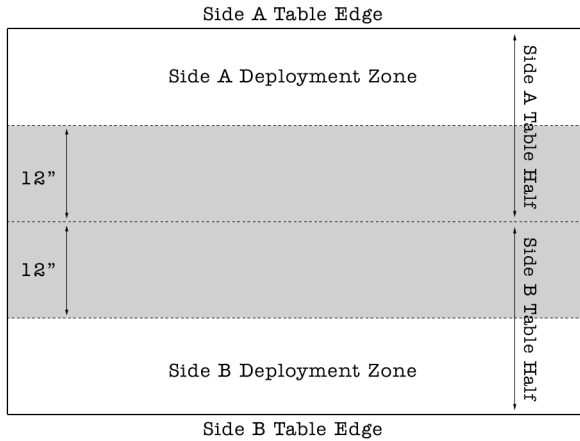 Side A Table Edge
Side A Deployment Zone
Side A Table Half
12”
12”
Side B Table Half
Side B Deployment Zone
Side B Table Edge